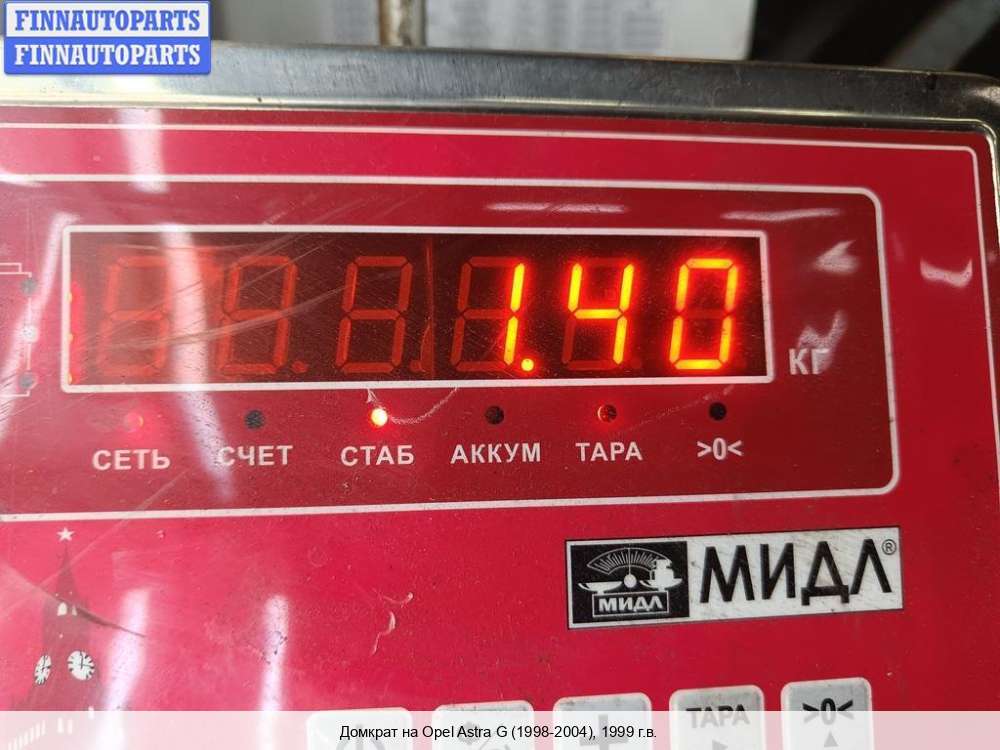 FINNAUTOPARTS
FINNAUTOPARTS
1.40
КГ
СЕТЬ СЧЕТ СТАБ АККУМ ТАРА >0<
МИДЛ МИДЛ®
ТАРА >0<
Домкрат на Opel Astra G (1998-2004), 1999 г.в.